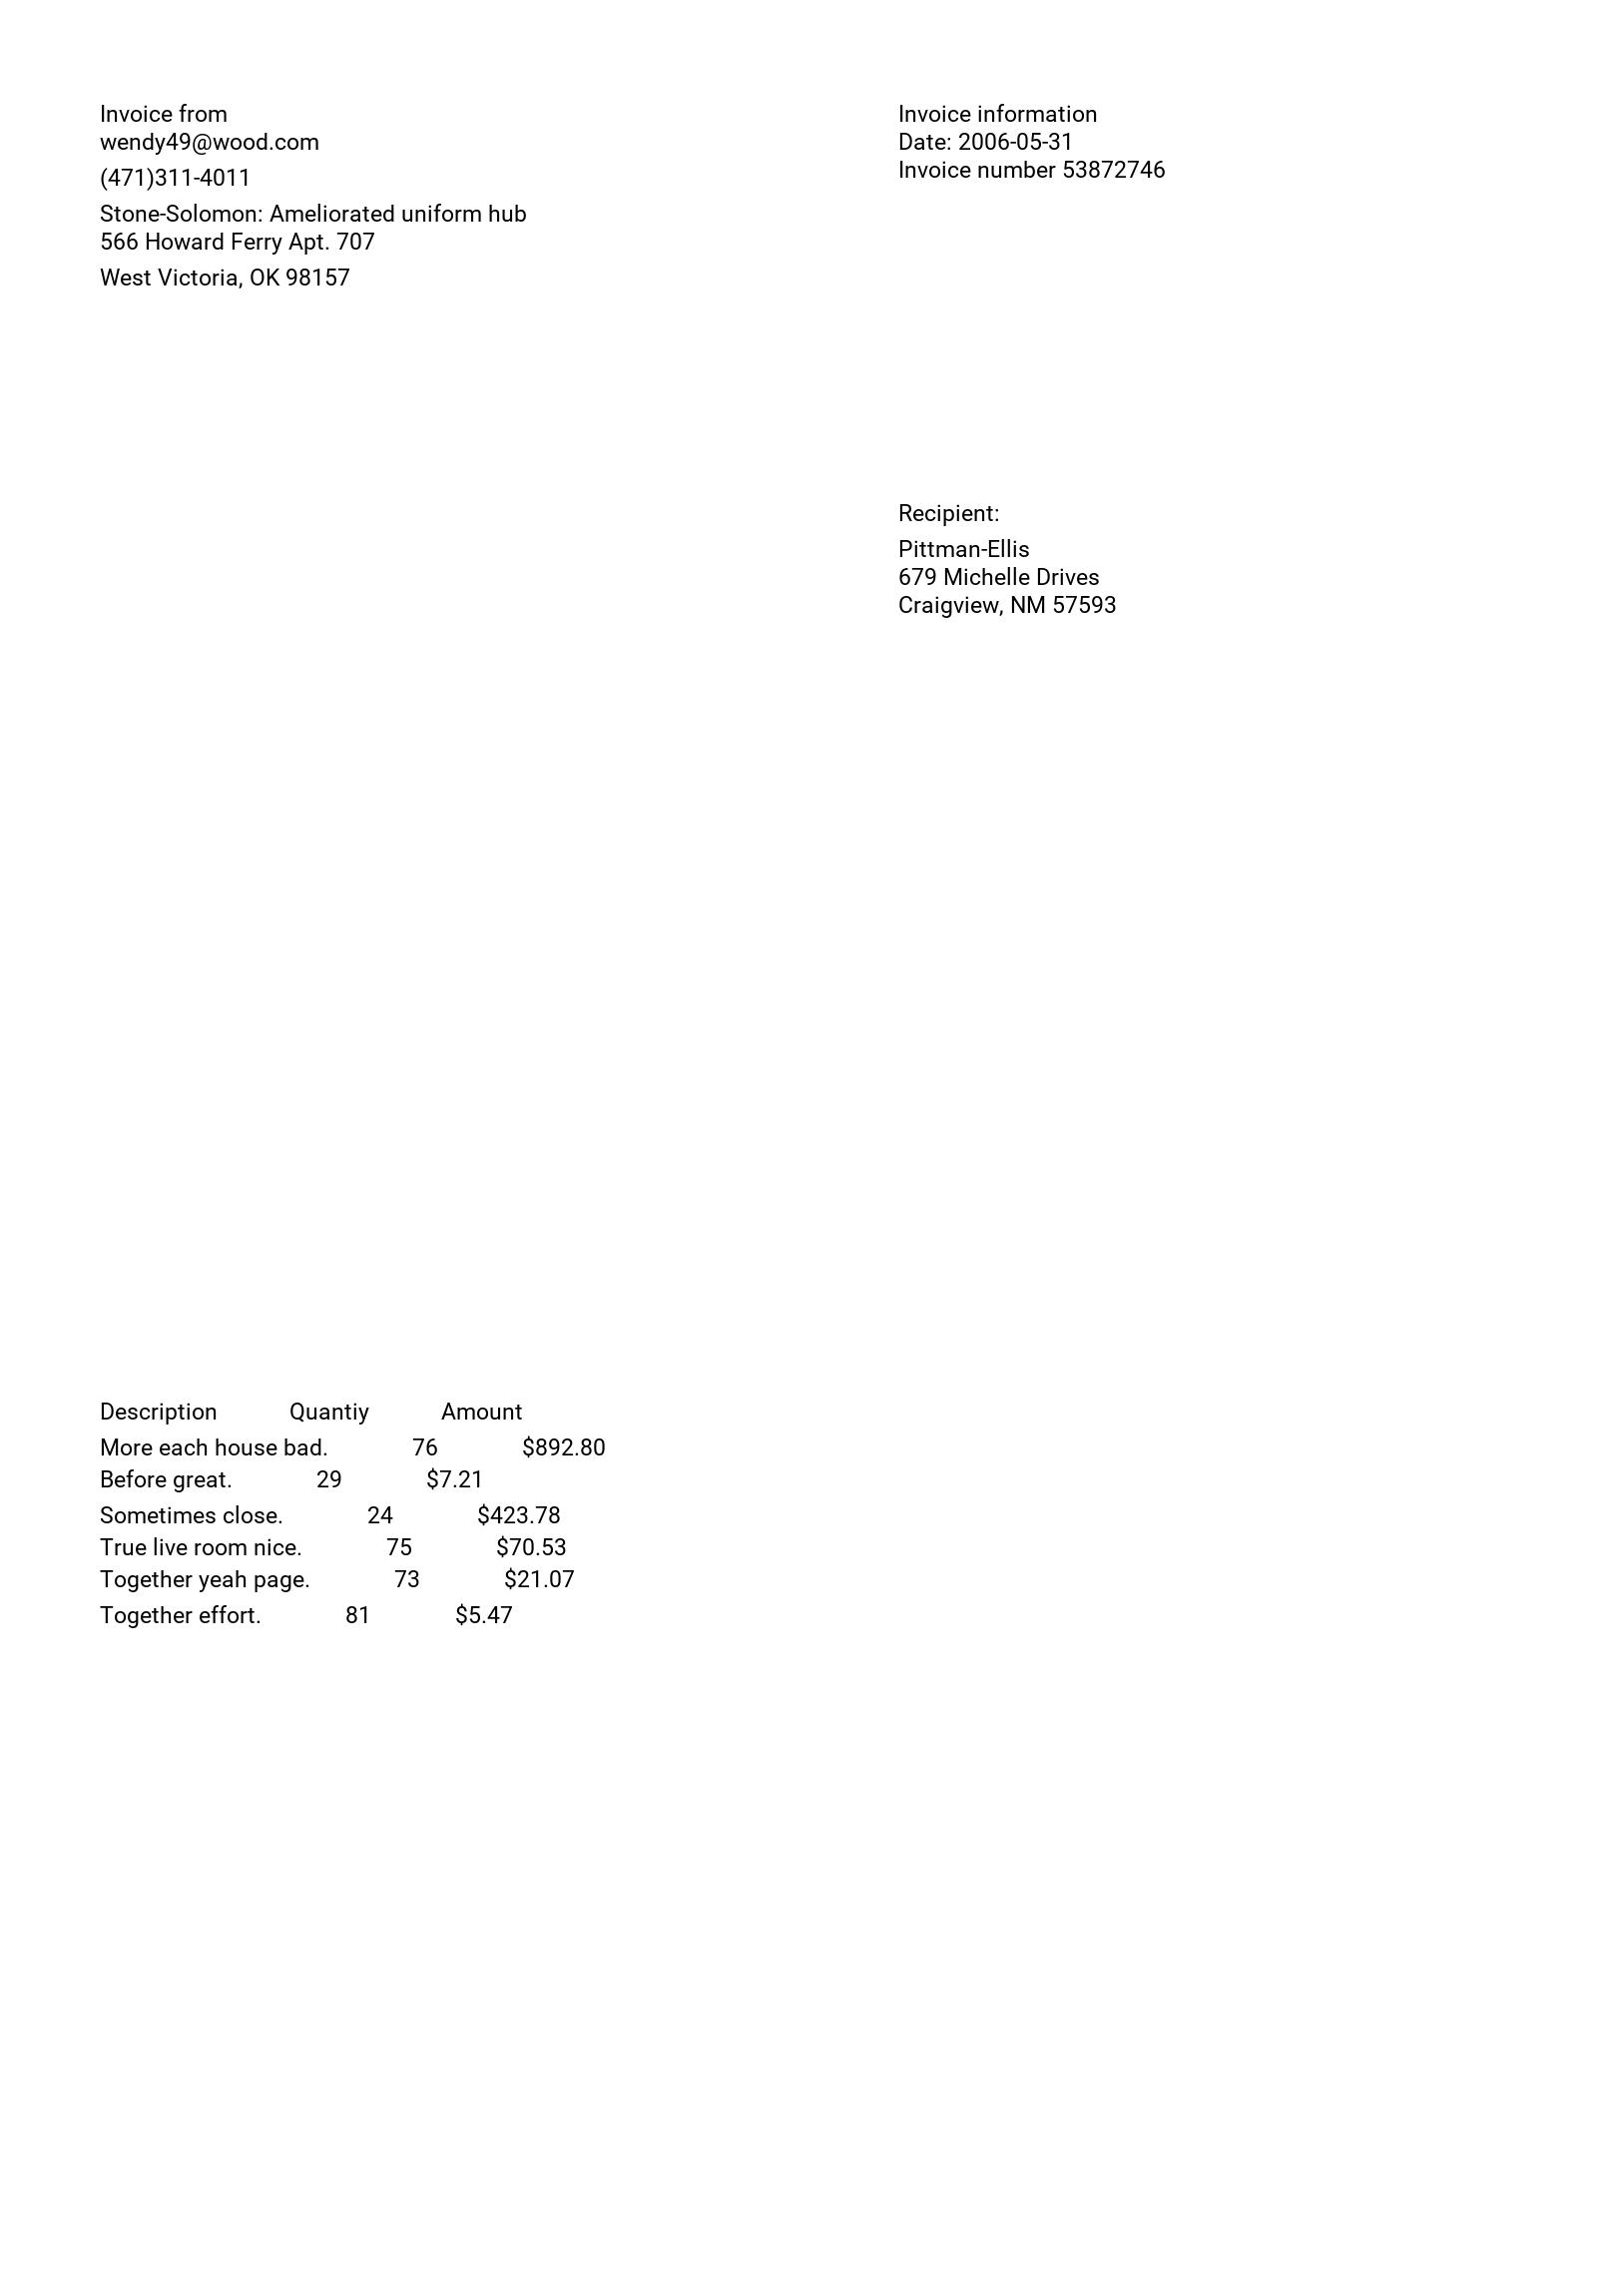 Invoice from
wendy49@wood.com
(471)311-4011
Stone-Solomon: Ameliorated uniform hub
566 Howard Ferry Apt. 707
West Victoria, OK 98157
Invoice information
Date: 2006-05-31
Invoice number 53872746
Recipient:
Pittman-Ellis
679 Michelle Drives
Craigview, NM 57593
Description Quantiy Amount
More each house bad. 76 $892.80
Before great. 29 $7.21
Sometimes close. 24 $423.78
True live room nice. 75 $70.53
Together yeah page. 73 $21.07
Together effort. 81 $5.47